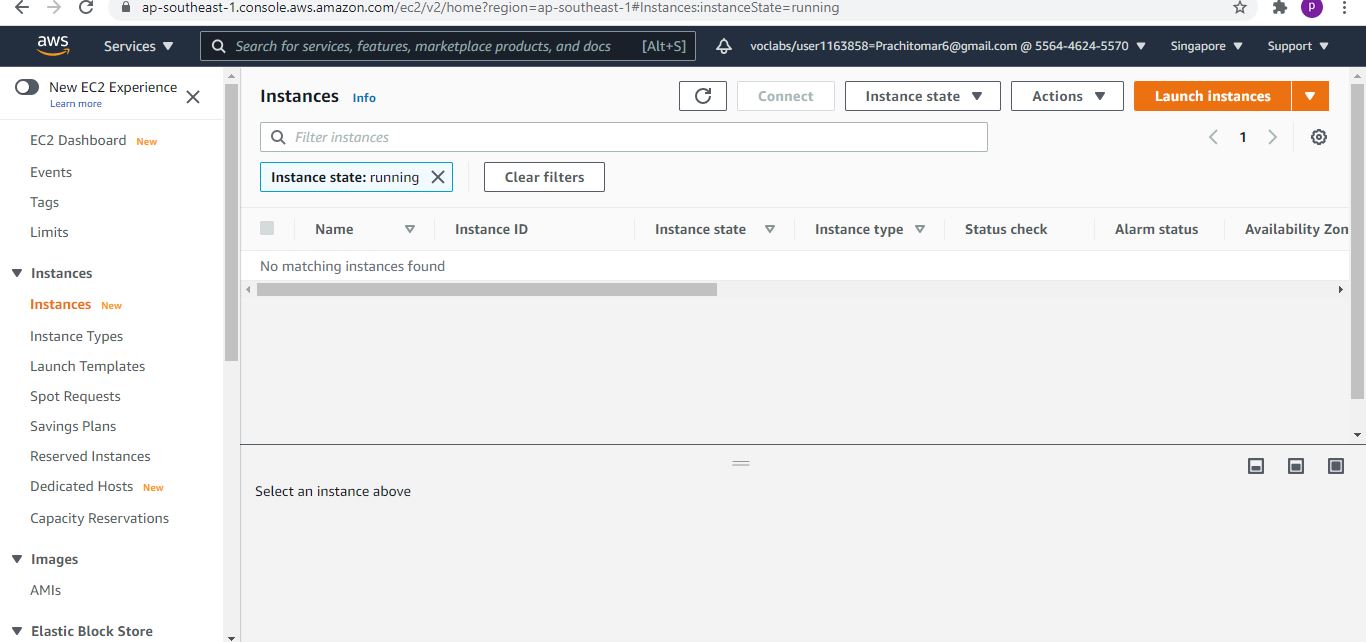 ap-southeast-1.console.aws.amazon.com/ec2/v2/home?region=ap-southeast-1#Instances:instanceState=running
P
aws Services Search for services, features, marketplace products, and docs [Alt+S] voclabs/user1163858=Prachitomar6@gmail.com @ 5564-4624-5570 Singapore Support
New EC2 Experience
Learn more
EC2 Dashboard New
Events
Tags
Limits
Instances
Instances New
Instance Types
Launch Templates
Spot Requests
Savings Plans
Reserved Instances
Dedicated Hosts New
Capacity Reservations
Images
AMIs
Elastic Block Store
Instances Info Connect Instance state Actions Launch instances
Filter instances 1
Instance state: running Clear filters
Name Instance ID Instance state Instance type Status check Alarm status Availability Zon
No matching instances found
Select an instance above